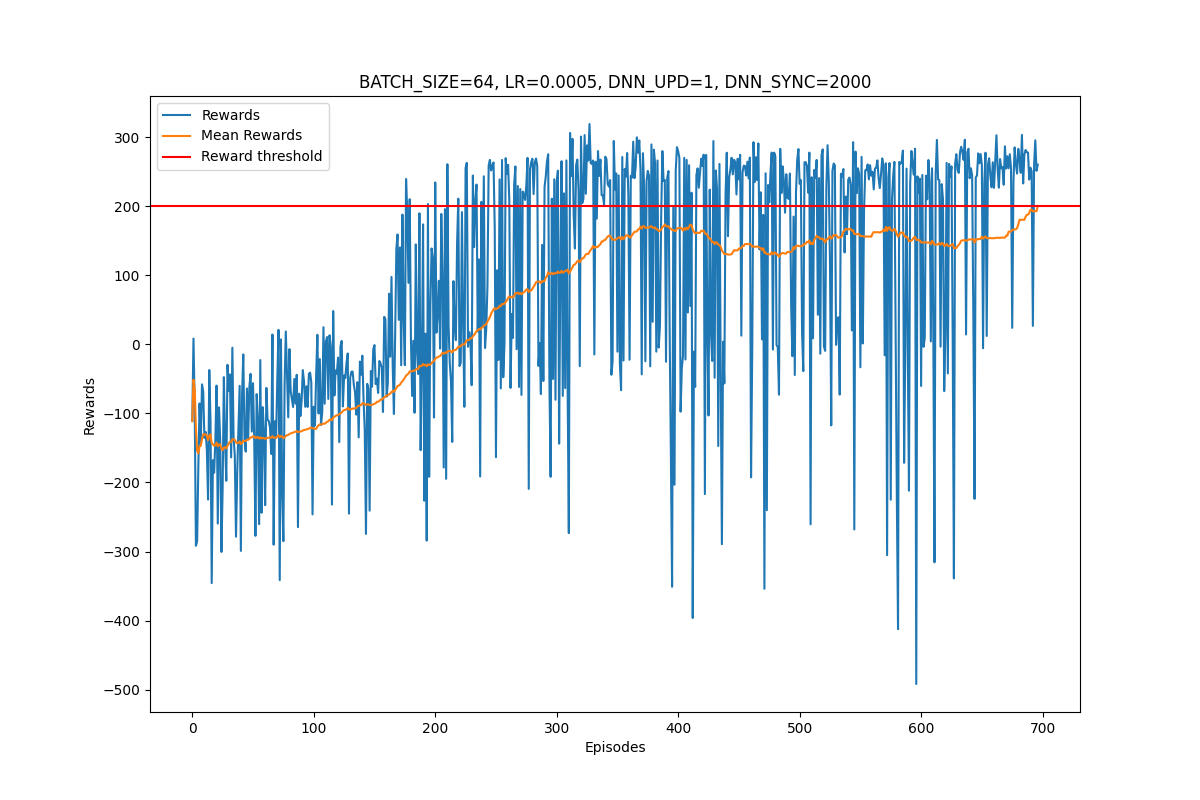 BATCH_SIZE=64, LR=0.0005, DNN_UPD=1, DNN_SYNC=2000
Rewards
Mean Rewards
Reward threshold
300
200
100
0
−100
−200
−300
−400
−500
Rewards
0 100 200 300 400 500 600 700
Episodes